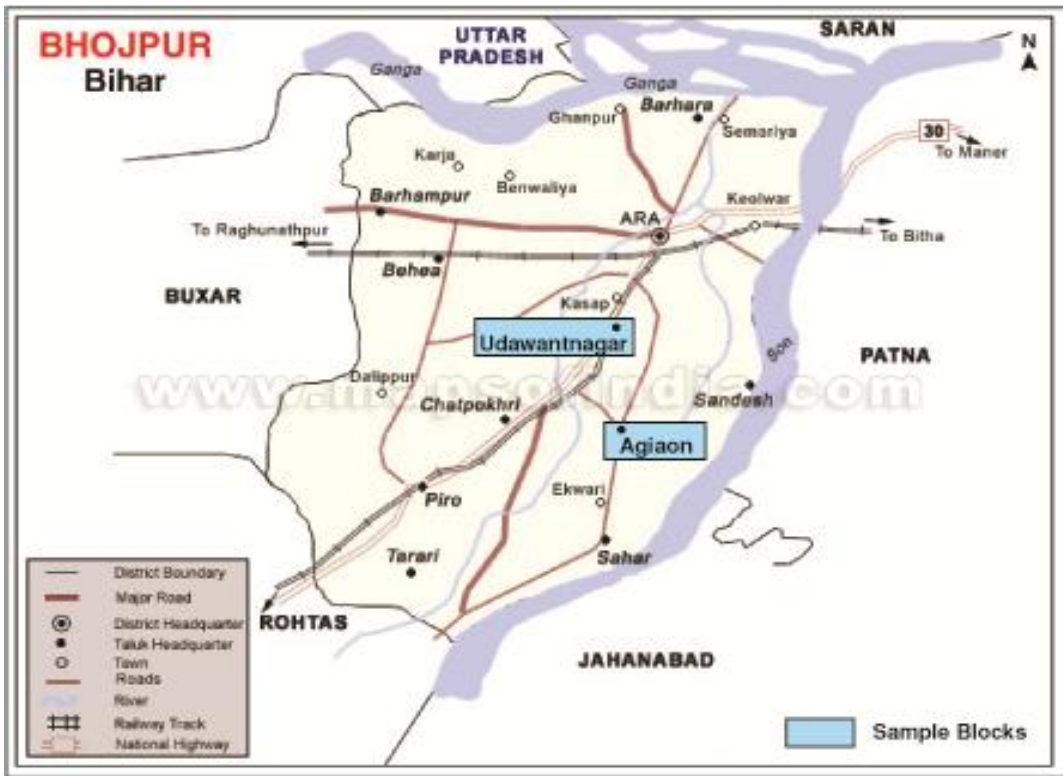 BHOJPUR
Bihar
UTTAR
PRADESH
SARAN
N
Ganga
Ganga
Barhara
Ghanpur
Semariya
30
To Maner
Karja
Benwaliya
Barhampur
Keolwar
ARA
To Raghunathpur
To Bitha
Behea
BUXAR
Kasap
Udawantnagar
Son
PATNA
www.mapsofindia.com
Dalippur
Chatpokhri
Sandesh
Agiaon
Ekwari
Piro
Tarari
Sahar
District Boundary
Major Road
District Headquarter
Taluk Headquarter
Town
Roads
River
Railway Track
National Highway
ROHTAS
JAHANABAD
Sample Blocks